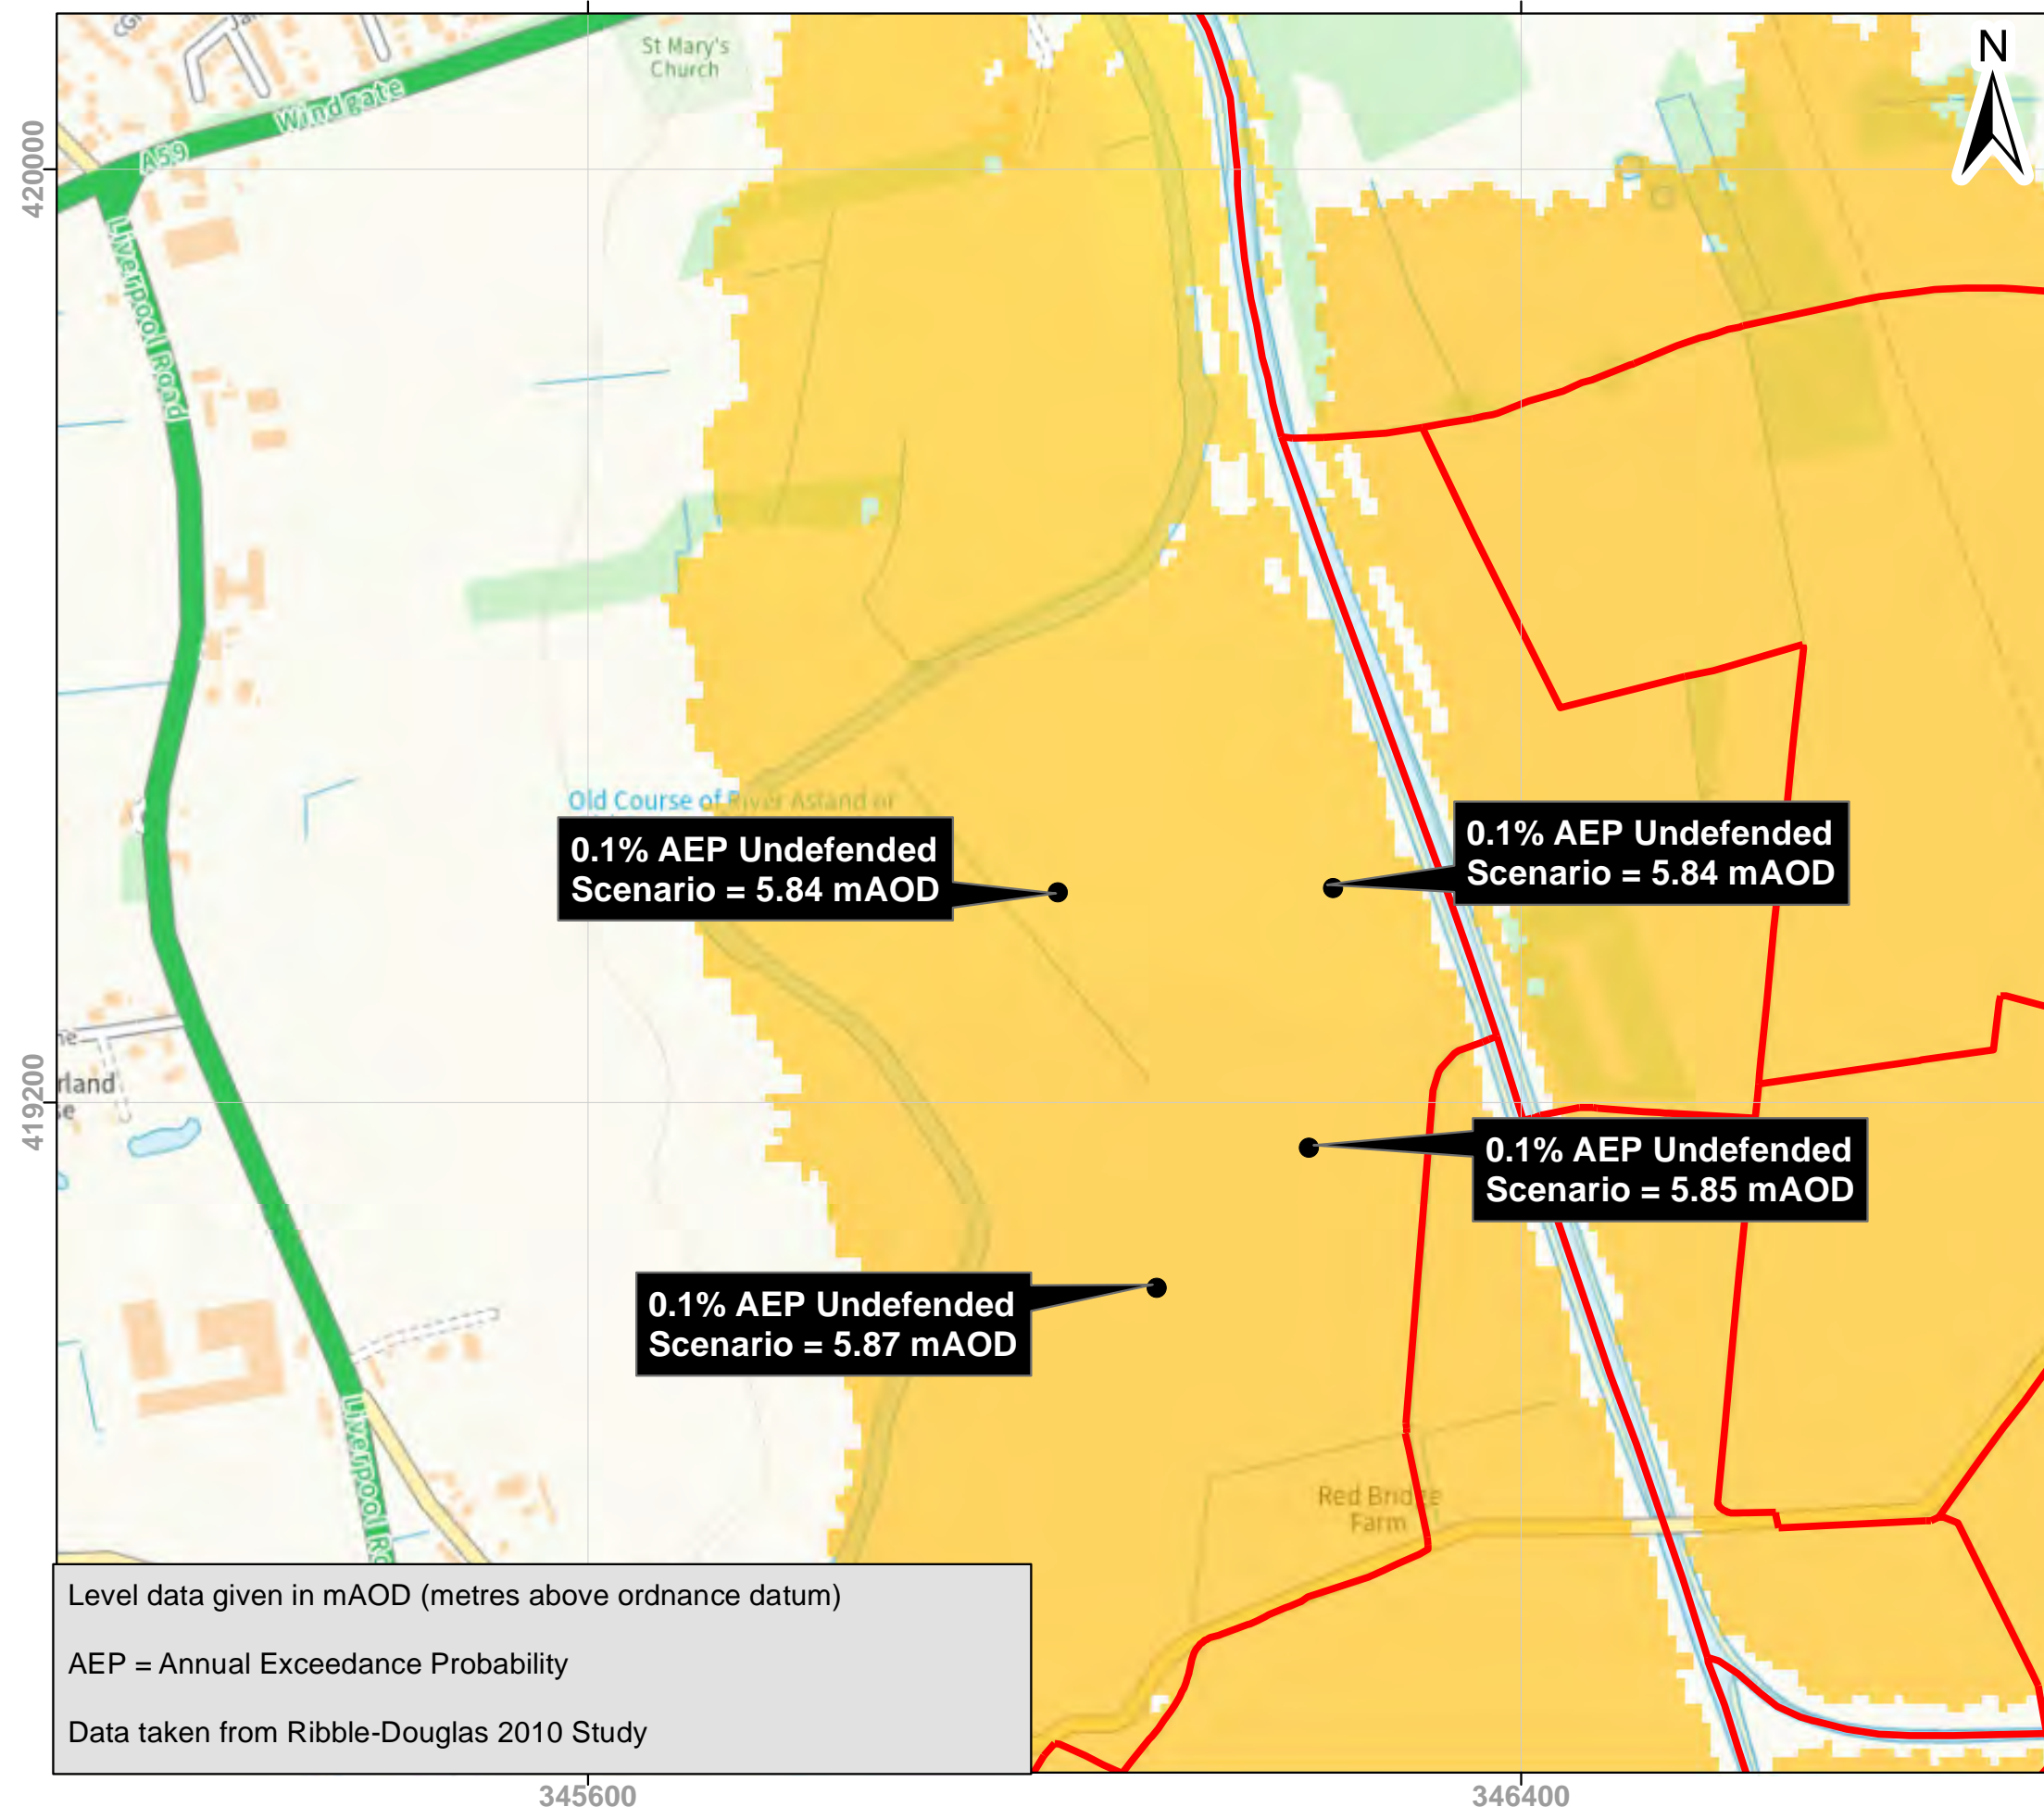 St Mary's
Church
N
Windgate
A59
420000
Liverpool Road
Old Course of River Asland or
0.1% AEP Undefended
Scenario = 5.84 mAOD
0.1% AEP Undefended
Scenario = 5.84 mAOD
rland
419200
0.1% AEP Undefended
Scenario = 5.85 mAOD
0.1% AEP Undefended
Scenario = 5.87 mAOD
Liverpool Ro
Red Bridge
Farm
Level data given in mAOD (metres above ordnance datum)
AEP = Annual Exceedance Probability
Data taken from Ribble-Douglas 2010 Study
345600
346400